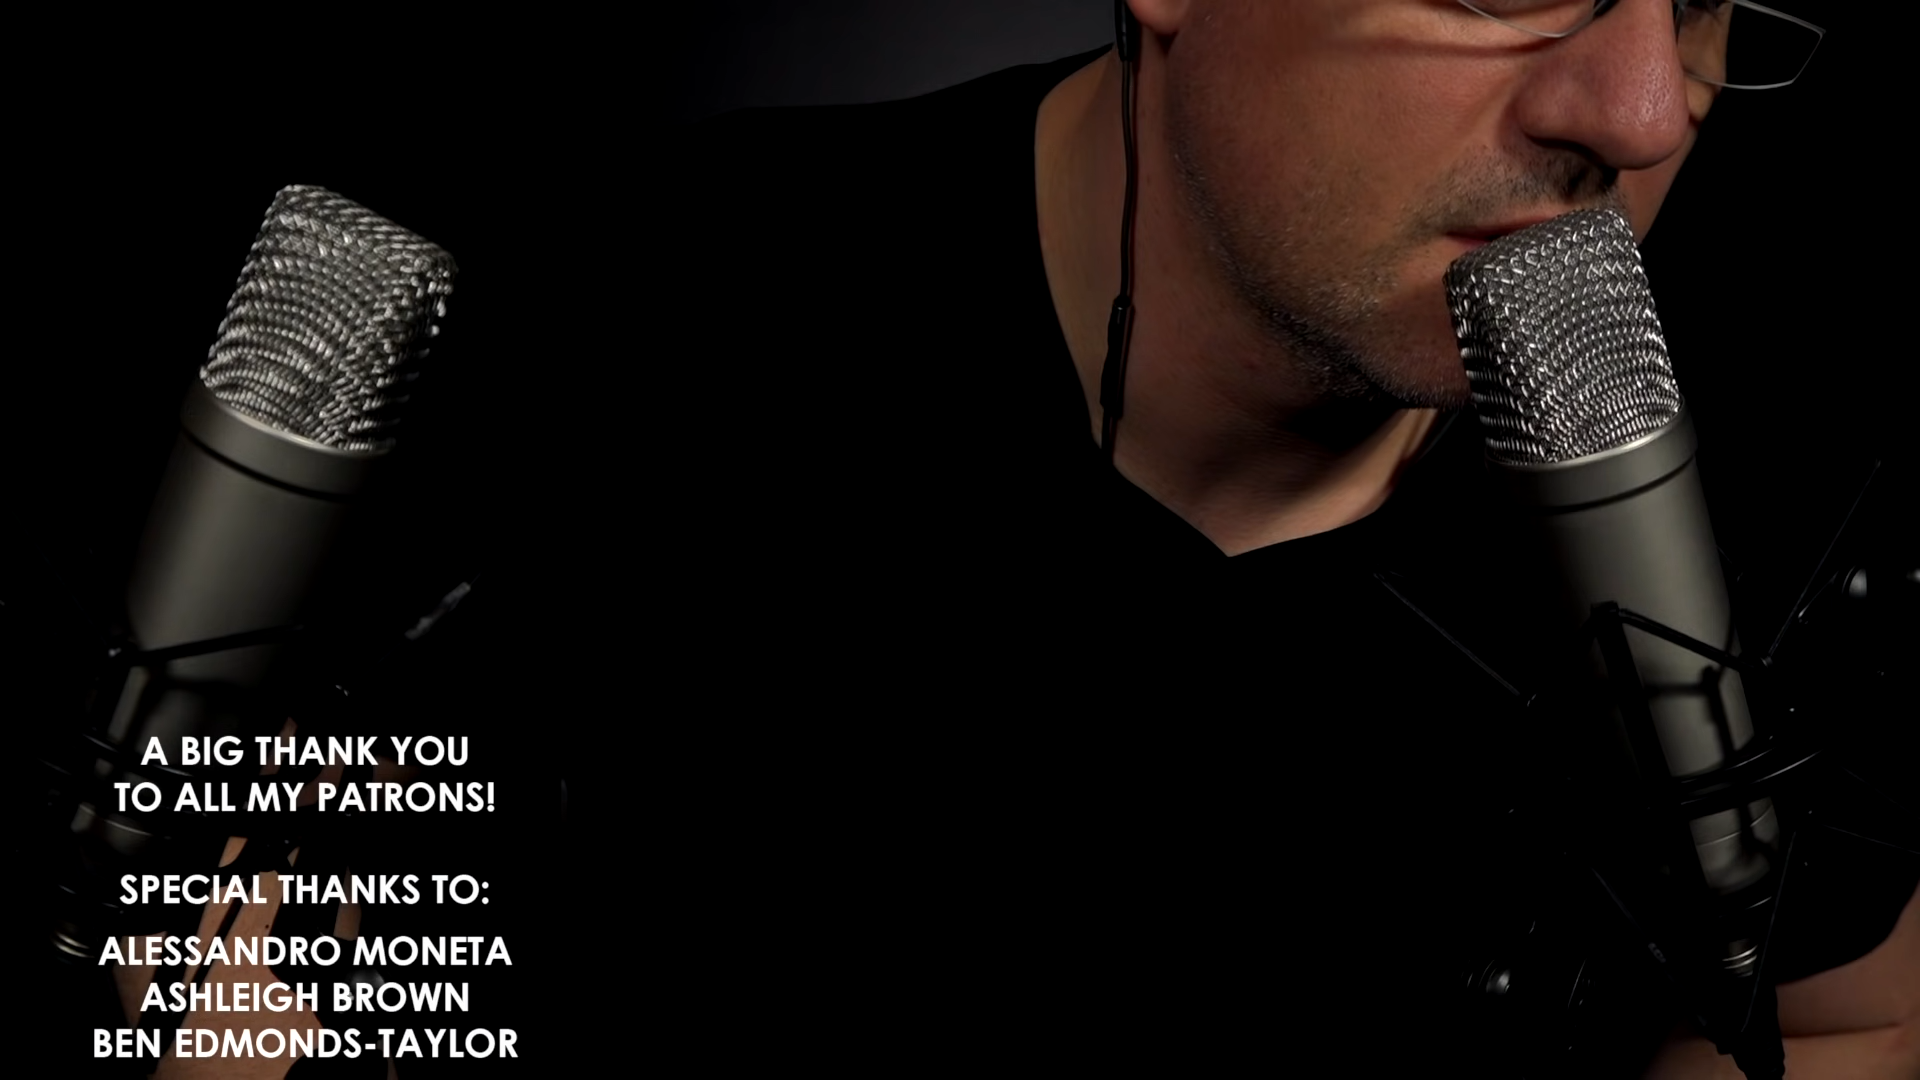 A BIG THANK YOU
TO ALL MY PATRONS!
SPECIAL THANKS TO:
ALESSANDRO MONETA
ASHLEIGH BROWN
BEN EDMONDS-TAYLOR